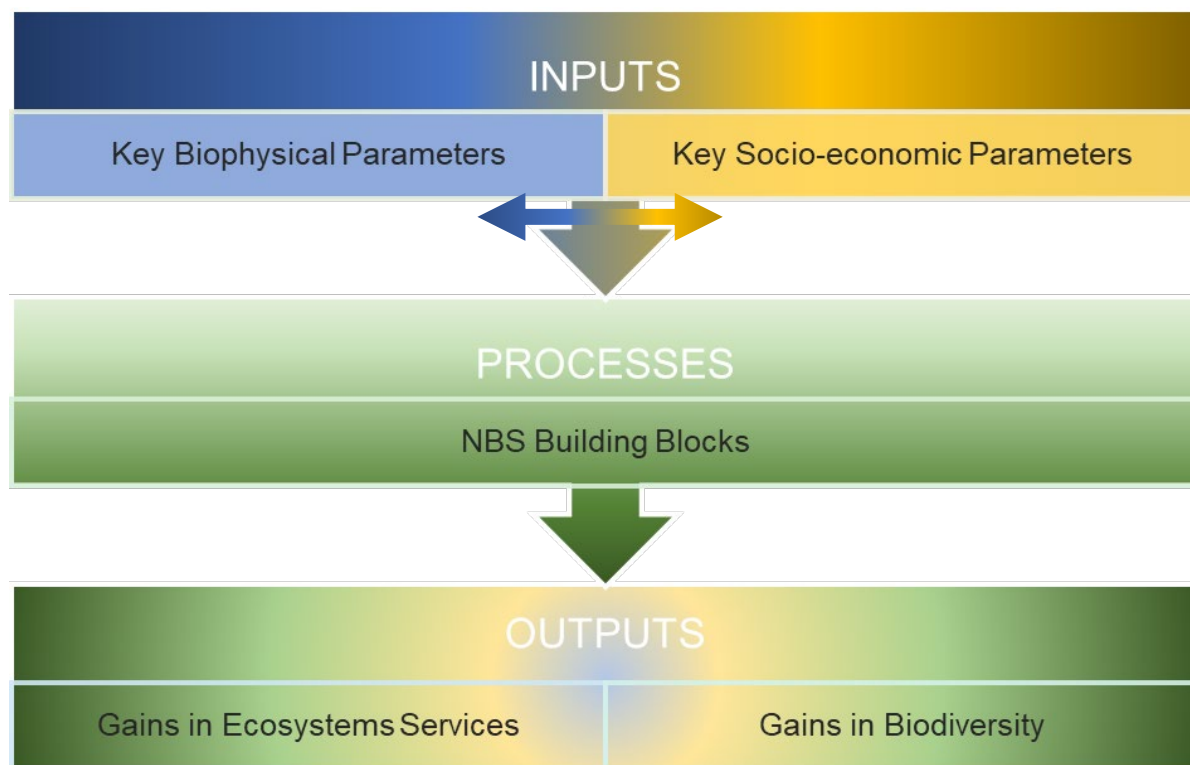 INPUTS
Key Biophysical Parameters
Key Socio-economic Parameters
PROCESSES
NBS Building Blocks
OUTPUTS
Gains in Ecosystems Services
Gains in Biodiversity